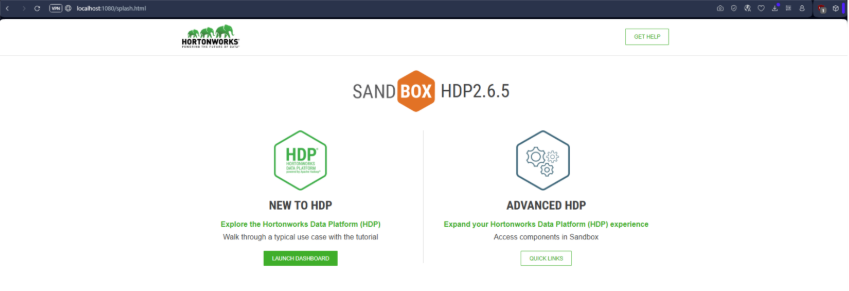 VPN localhost:1080/splash.html
HORTONWORKS
POWERING THE FUTURE OF DATA
GET HELP
SANDBOX HDP2.6.5
HDP
HORTONWORKS
DATA PLATFORM
NEW TO HDP
Explore the Hortonworks Data Platform (HDP)
Walk through a typical use case with the tutorial
LAUNCH DASHBOARD
ADVANCED HDP
Expand your Hortonworks Data Platform (HDP) experience
Access components in Sandbox
QUICK LINKS